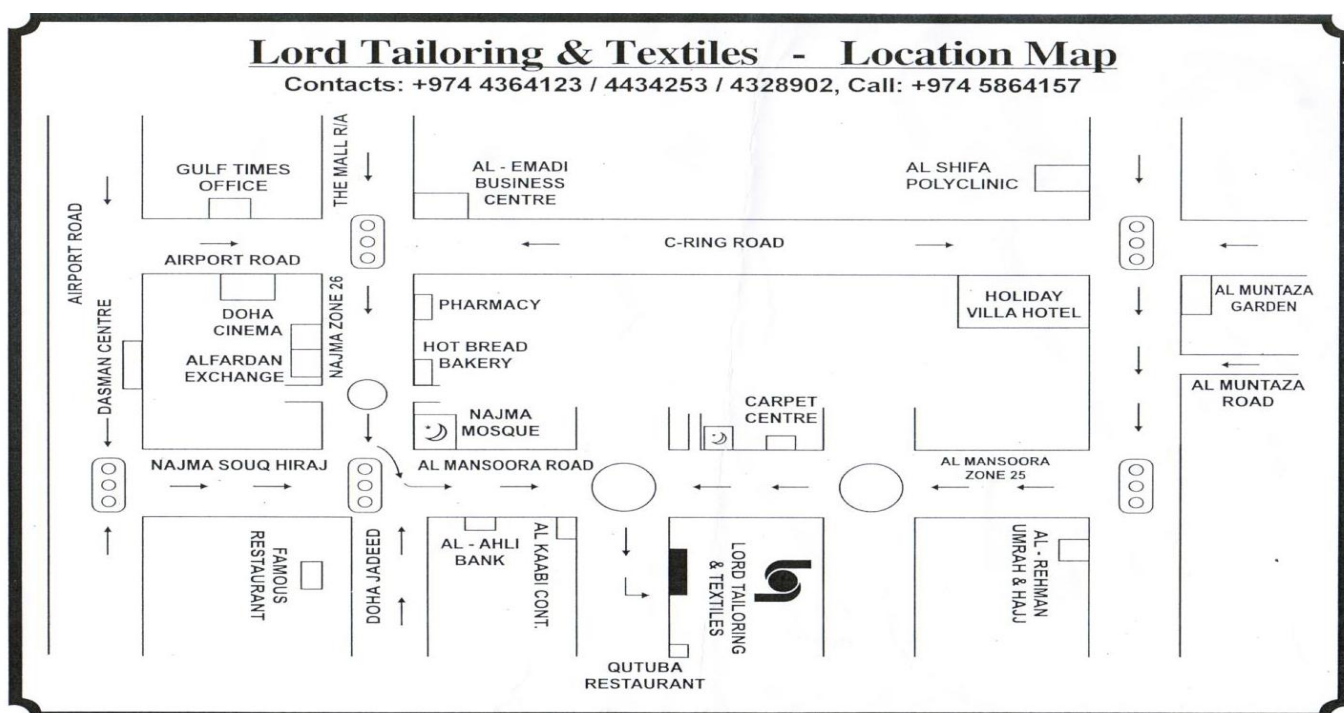 Lord Tailoring & Textiles - Location Map
Contacts: +974 4364123 / 4434253 / 4328902, Call: +974 5864157
THE MALL R/A
GULF TIMES
OFFICE
AL - EMADI
BUSINESS
CENTRE
AL SHIFA
POLYCLINIC
AIRPORT ROAD
AIRPORT ROAD
C-RING ROAD
DOHA
CINEMA
ALFARDAN
EXCHANGE
NAJMA ZONE 26
PHARMACY
HOT BREAD
BAKERY
HOLIDAY
VILLA HOTEL
AL MUNTAZA
GARDEN
DASMAN CENTRE
AL MUNTAZA
ROAD
NAJMA
MOSQUE
CARPET
CENTRE
NAJMA SOUQ HIRAJ
AL MANSOORA ROAD
AL MANSOORA
ZONE 25
FAMOUS
RESTAURANT
DOHA JADEED
AL - AHLI
BANK
AL KAABI CONT.
LORD TAILORING
& TEXTILES
AL - REHMAN
UMRAH & HAJJ
QUTUBA
RESTAURANT